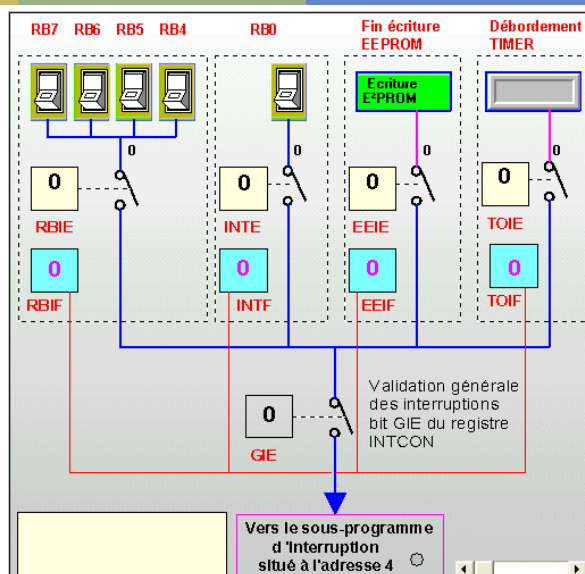 RB7 RB6 RB5 RB4
RB0
Fin écriture
EEPROM
Débordement
TIMER
Ecriture
E²PROM
0
0
0
0
0
RBIE
0
INTE
0
EEIE
0
TOIE
0
RBIF
0
INTF
0
EEIF
0
TOIF
0
GIE
Validation générale
des interruptions
bit GIE du registre
INTCON
Vers le sous-programme
d 'Interruption
situé à l'adresse 4